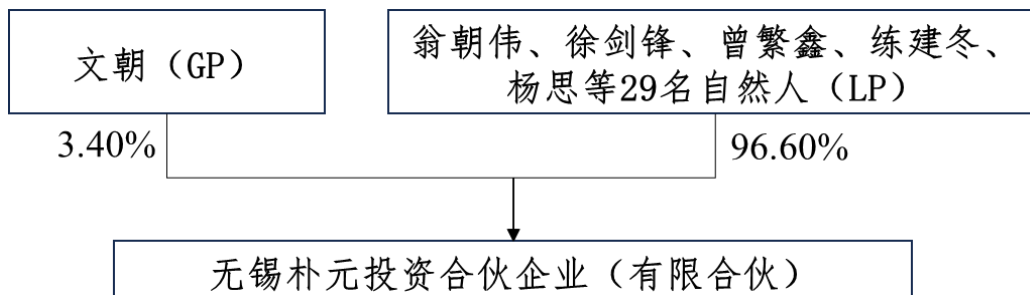 文朝（GP）
翁朝伟、徐剑锋、曾繁鑫、练建冬、
杨思等29名自然人（LP）
3.40%
96.60%
无锡朴元投资合伙企业（有限合伙）